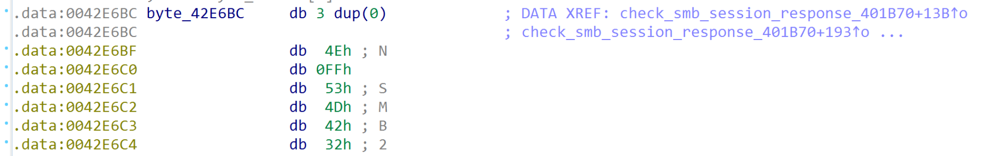 .data:0042E6BC byte_42E6BC db 3 dup(0) ; DATA XREF: check_smb_session_response_401B70+13B↑o
.data:0042E6BC ; check_smb_session_response_401B70+193↑o ...
.data:0042E6BF db 4Eh ; N
.data:0042E6C0 db 0FFh
.data:0042E6C1 db 53h ; S
.data:0042E6C2 db 4Dh ; M
.data:0042E6C3 db 42h ; B
.data:0042E6C4 db 32h ; 2